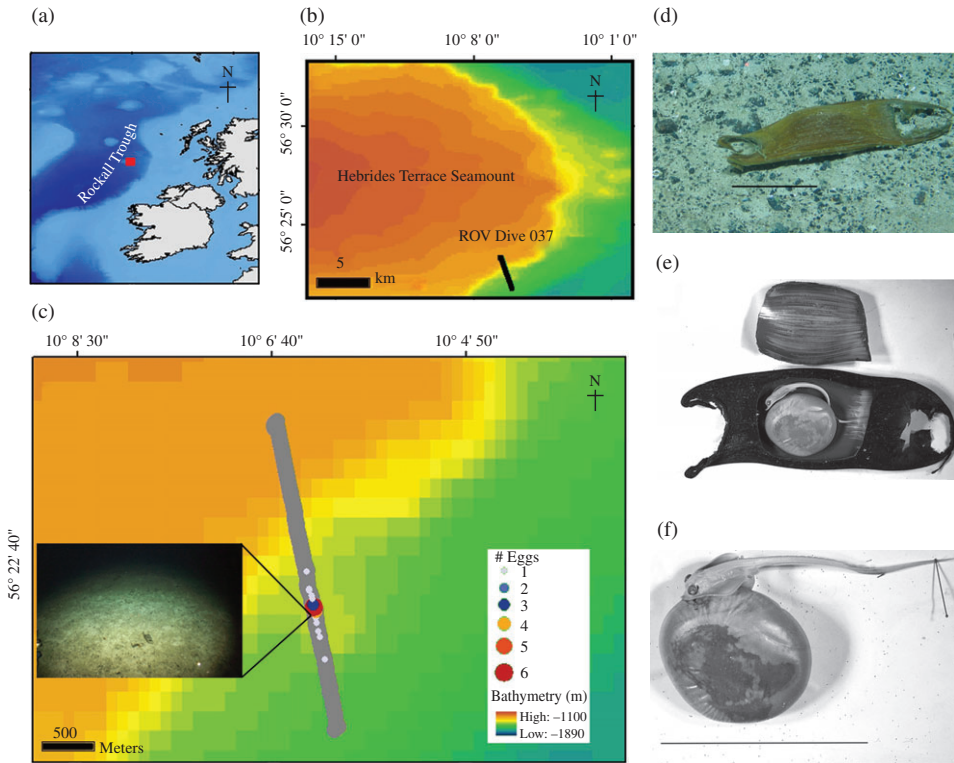 (a)
N
Rockall Trough
(b)
10° 15' 0"
10° 8' 0"
10° 1' 0"
56° 30' 0"
56° 25' 0"
N
Hebrides Terrace Seamount
ROV Dive 037
5
km
(c)
10° 8' 30"
10° 6' 40"
10° 4' 50"
56° 22' 40"
N
# Eggs
1
2
3
4
5
6
Bathymetry (m)
High: –1100
Low: –1890
500
Meters
(d)
(e)
(f)